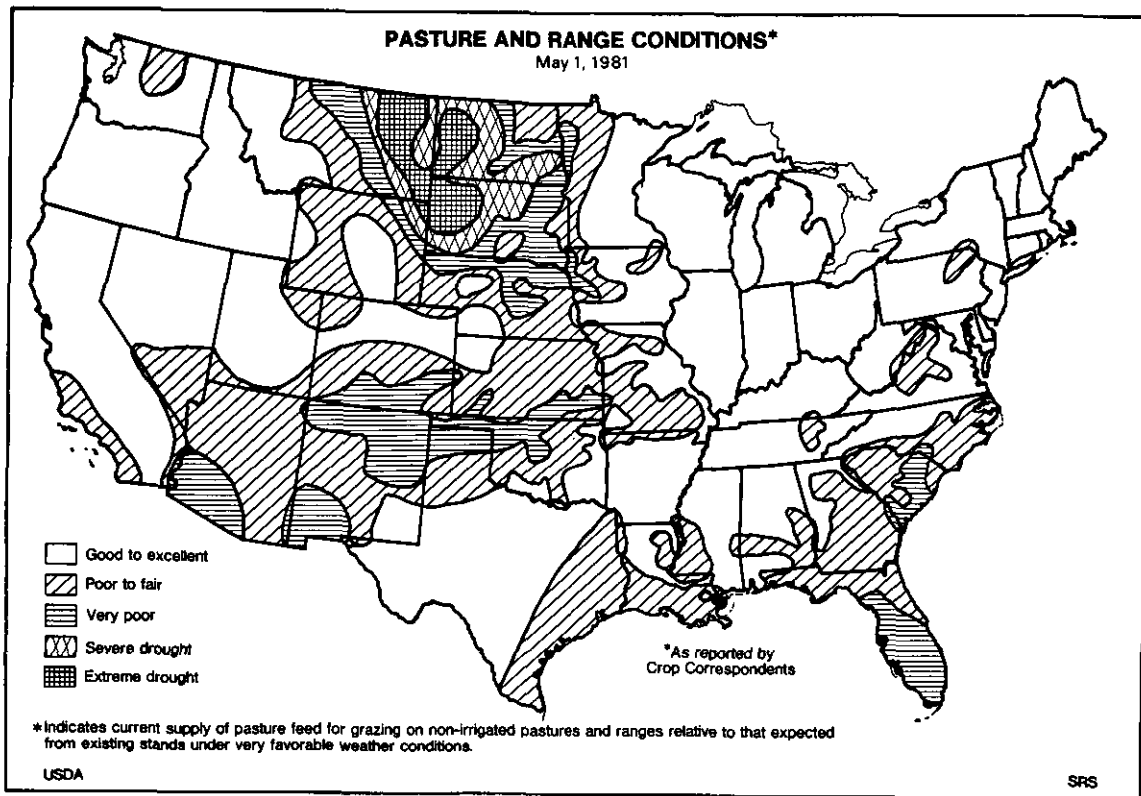 PASTURE AND RANGE CONDITIONS*
May 1, 1981
Good to excellent
Poor to fair
Very poor
Severe drought
Extreme drought
*As reported by
Crop Correspondents
*Indicates current supply of pasture feed for grazing on non-irrigated pastures and ranges relative to that expected
from existing stands under very favorable weather conditions.
USDA
SRS